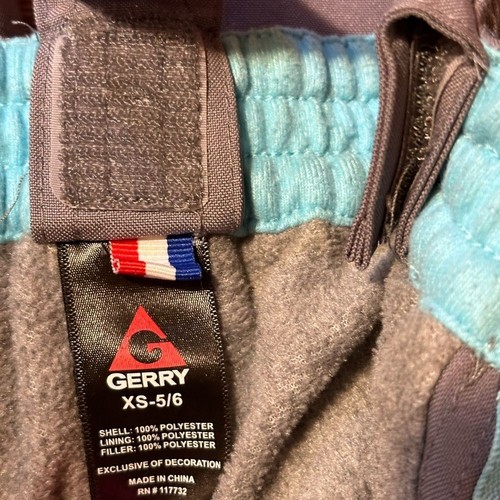 GERRY
XS-5/6
SHELL: 100% POLYESTER
LINING: 100% POLYESTER
FILLER: 100% POLYESTER
EXCLUSIVE OF DECORATION
MADE IN CHINA
RN # 117732